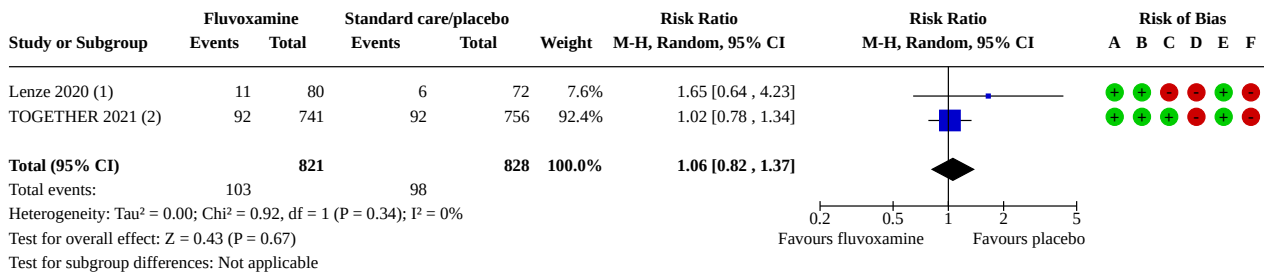 Fluvoxamine Standard care/placebo Risk Ratio Risk Ratio Risk of Bias
Study or Subgroup Events Total Events Total Weight M-H, Random, 95% CI M-H, Random, 95% CI A B C D E F
Lenze 2020 (1) 11 80 6 72 7.6% 1.65 [0.64 , 4.23] + + - - + -
TOGETHER 2021 (2) 92 741 92 756 92.4% 1.02 [0.78 , 1.34] + + + - + -
Total (95% CI) 821 828 100.0% 1.06 [0.82 , 1.37]
Total events: 103 98
Heterogeneity: Tau² = 0.00; Chi² = 0.92, df = 1 (P = 0.34); I² = 0%
0.2 0.5 1 2 5
Test for overall effect: Z = 0.43 (P = 0.67) Favours fluvoxamine Favours placebo
Test for subgroup differences: Not applicable